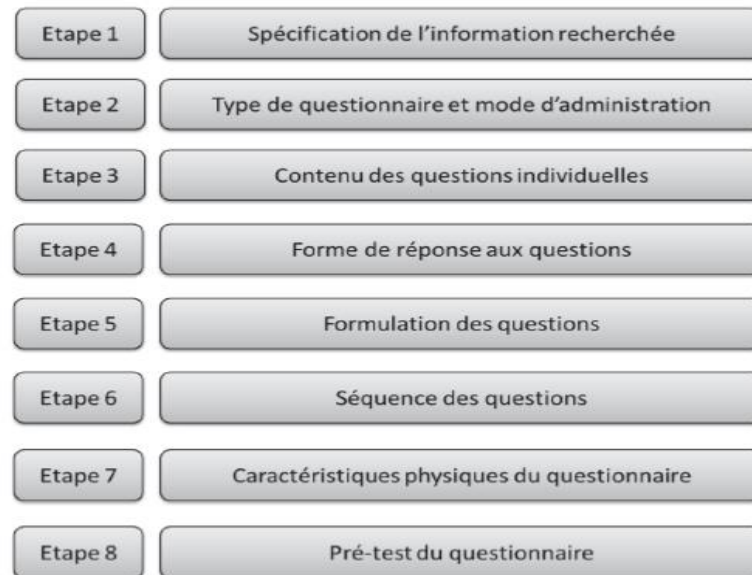 Etape 1 Spécification de l'information recherchée
Etape 2 Type de questionnaire et mode d'administration
Etape 3 Contenu des questions individuelles
Etape 4 Forme de réponse aux questions
Etape 5 Formulation des questions
Etape 6 Séquence des questions
Etape 7 Caractéristiques physiques du questionnaire
Etape 8 Pré-test du questionnaire